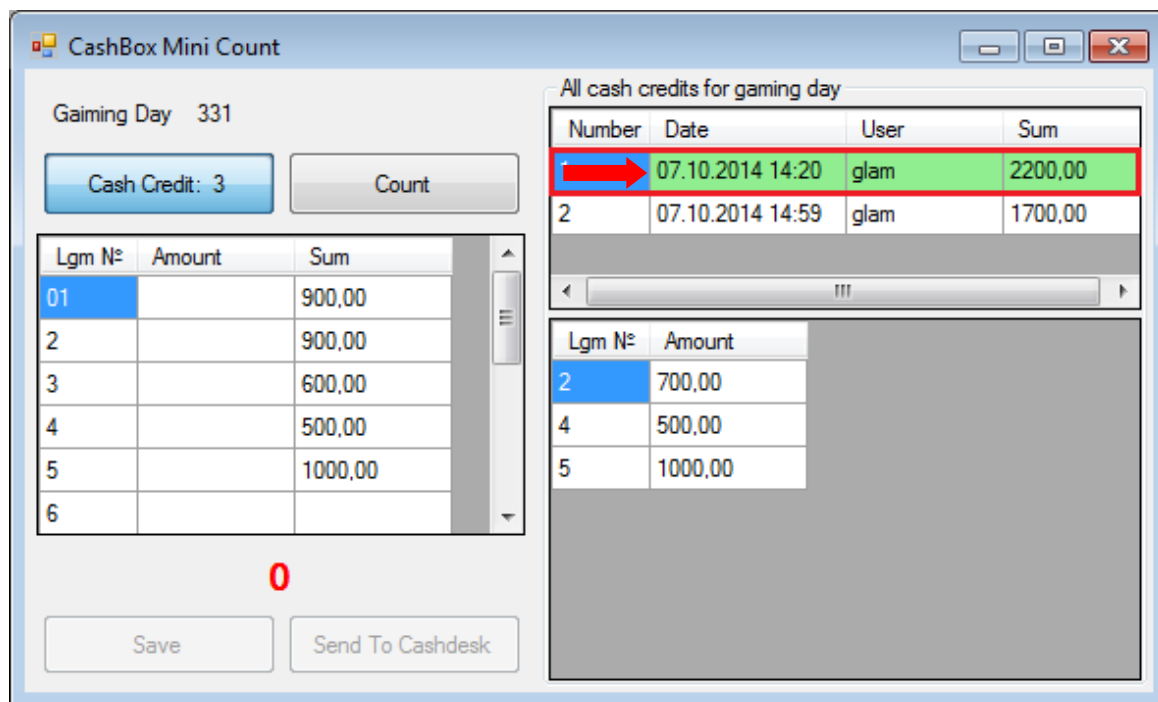 CashBox Mini Count
Gaiming Day 331
Cash Credit: 3 Count
Lgm № Amount Sum
01 900,00
2 900,00
3 600,00
4 500,00
5 1000,00
6
0
Save Send To Cashdesk
All cash credits for gaming day
Number Date User Sum
07.10.2014 14:20 glam 2200,00
2 07.10.2014 14:59 glam 1700,00
Lgm № Amount
2 700,00
4 500,00
5 1000,00